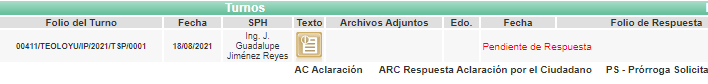 Turnos
Folio del Turno Fecha SPH Texto Archivos Adjuntos Edo. Fecha Folio de Respuesta
00411/TEOLOYU/IP/2021/TSP/0001 18/08/2021 Ing. J. Guadalupe Jiménez Reyes Pendiente de Respuesta
AC Aclaración ARC Respuesta Aclaración por el Ciudadano PS - Prórroga Solicita